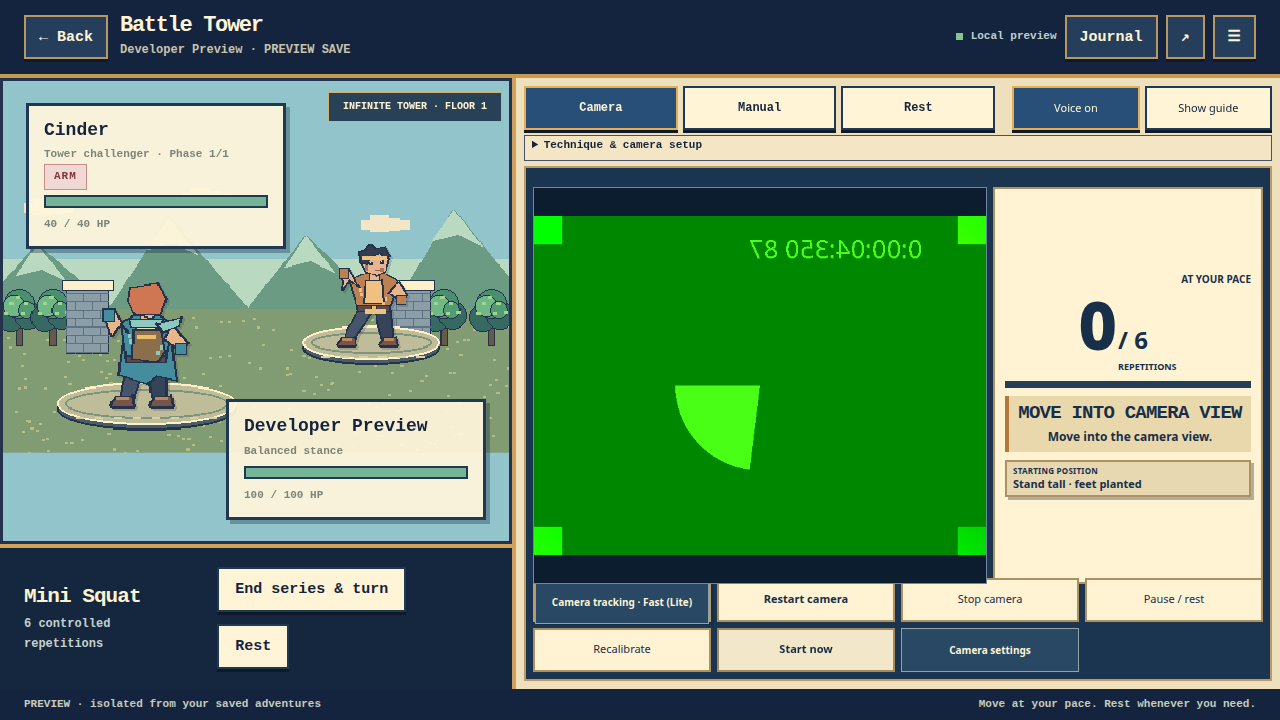 ← Back
Battle Tower
Developer Preview · PREVIEW SAVE
Local preview
Journal
↗
☰
INFINITE TOWER · FLOOR 1
Cinder
Tower challenger · Phase 1/1
ARM
40 / 40 HP
Developer Preview
Balanced stance
100 / 100 HP
Mini Squat
6 controlled
repetitions
End series & turn
Rest
Camera
Manual
Rest
Voice on
Show guide
▶ Technique & camera setup
0:00:04:350 87
AT YOUR PACE
0 / 6
REPETITIONS
MOVE INTO CAMERA VIEW
Move into the camera view.
STARTING POSITION
Stand tall · feet planted
Camera tracking · Fast (Lite)
Restart camera
Stop camera
Pause / rest
Recalibrate
Start now
Camera settings
PREVIEW · isolated from your saved adventures
Move at your pace. Rest whenever you need.